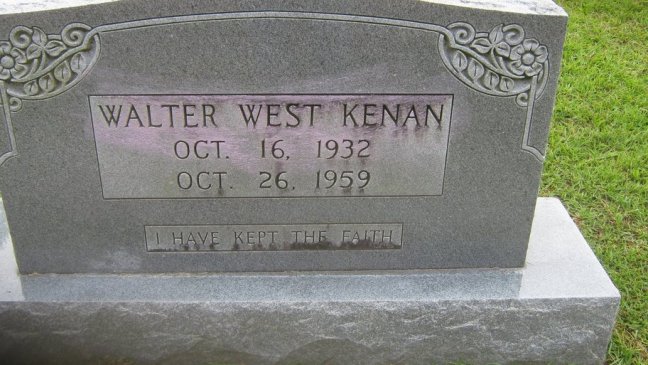 WALTER WEST KENAN
OCT. 16, 1932
OCT. 26, 1959
I HAVE KEPT THE FAITH